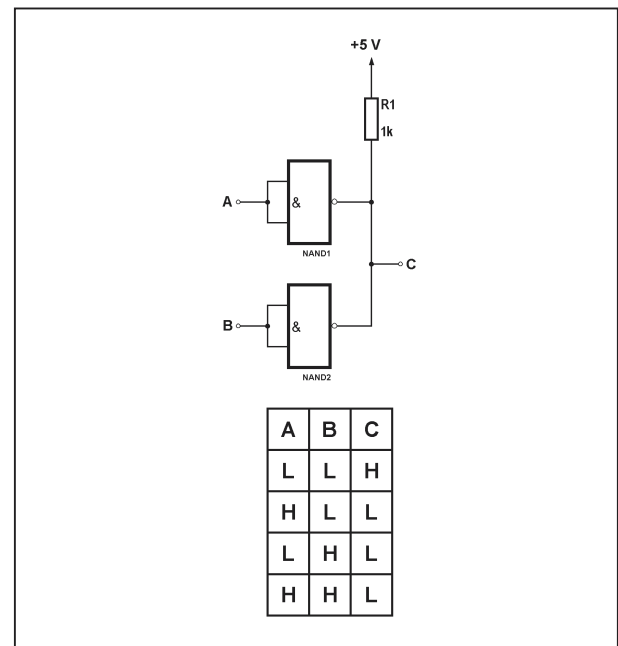 +5 V
R1
1k
A
&
NAND1
C
B
&
NAND2
A B C
L L H
H L L
L H L
H H L